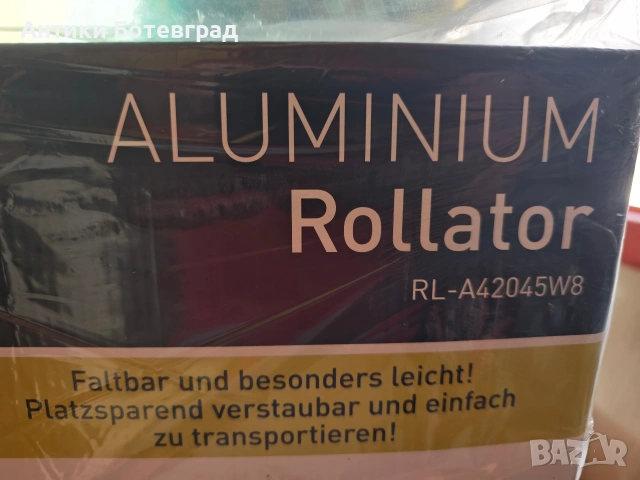 Антики Ботевград
ALUMINIUM
Rollator
RL-A42045W8
Faltbar und besonders leicht!
Platzsparend verstaubar und einfach
zu transportieren!
BAZAR